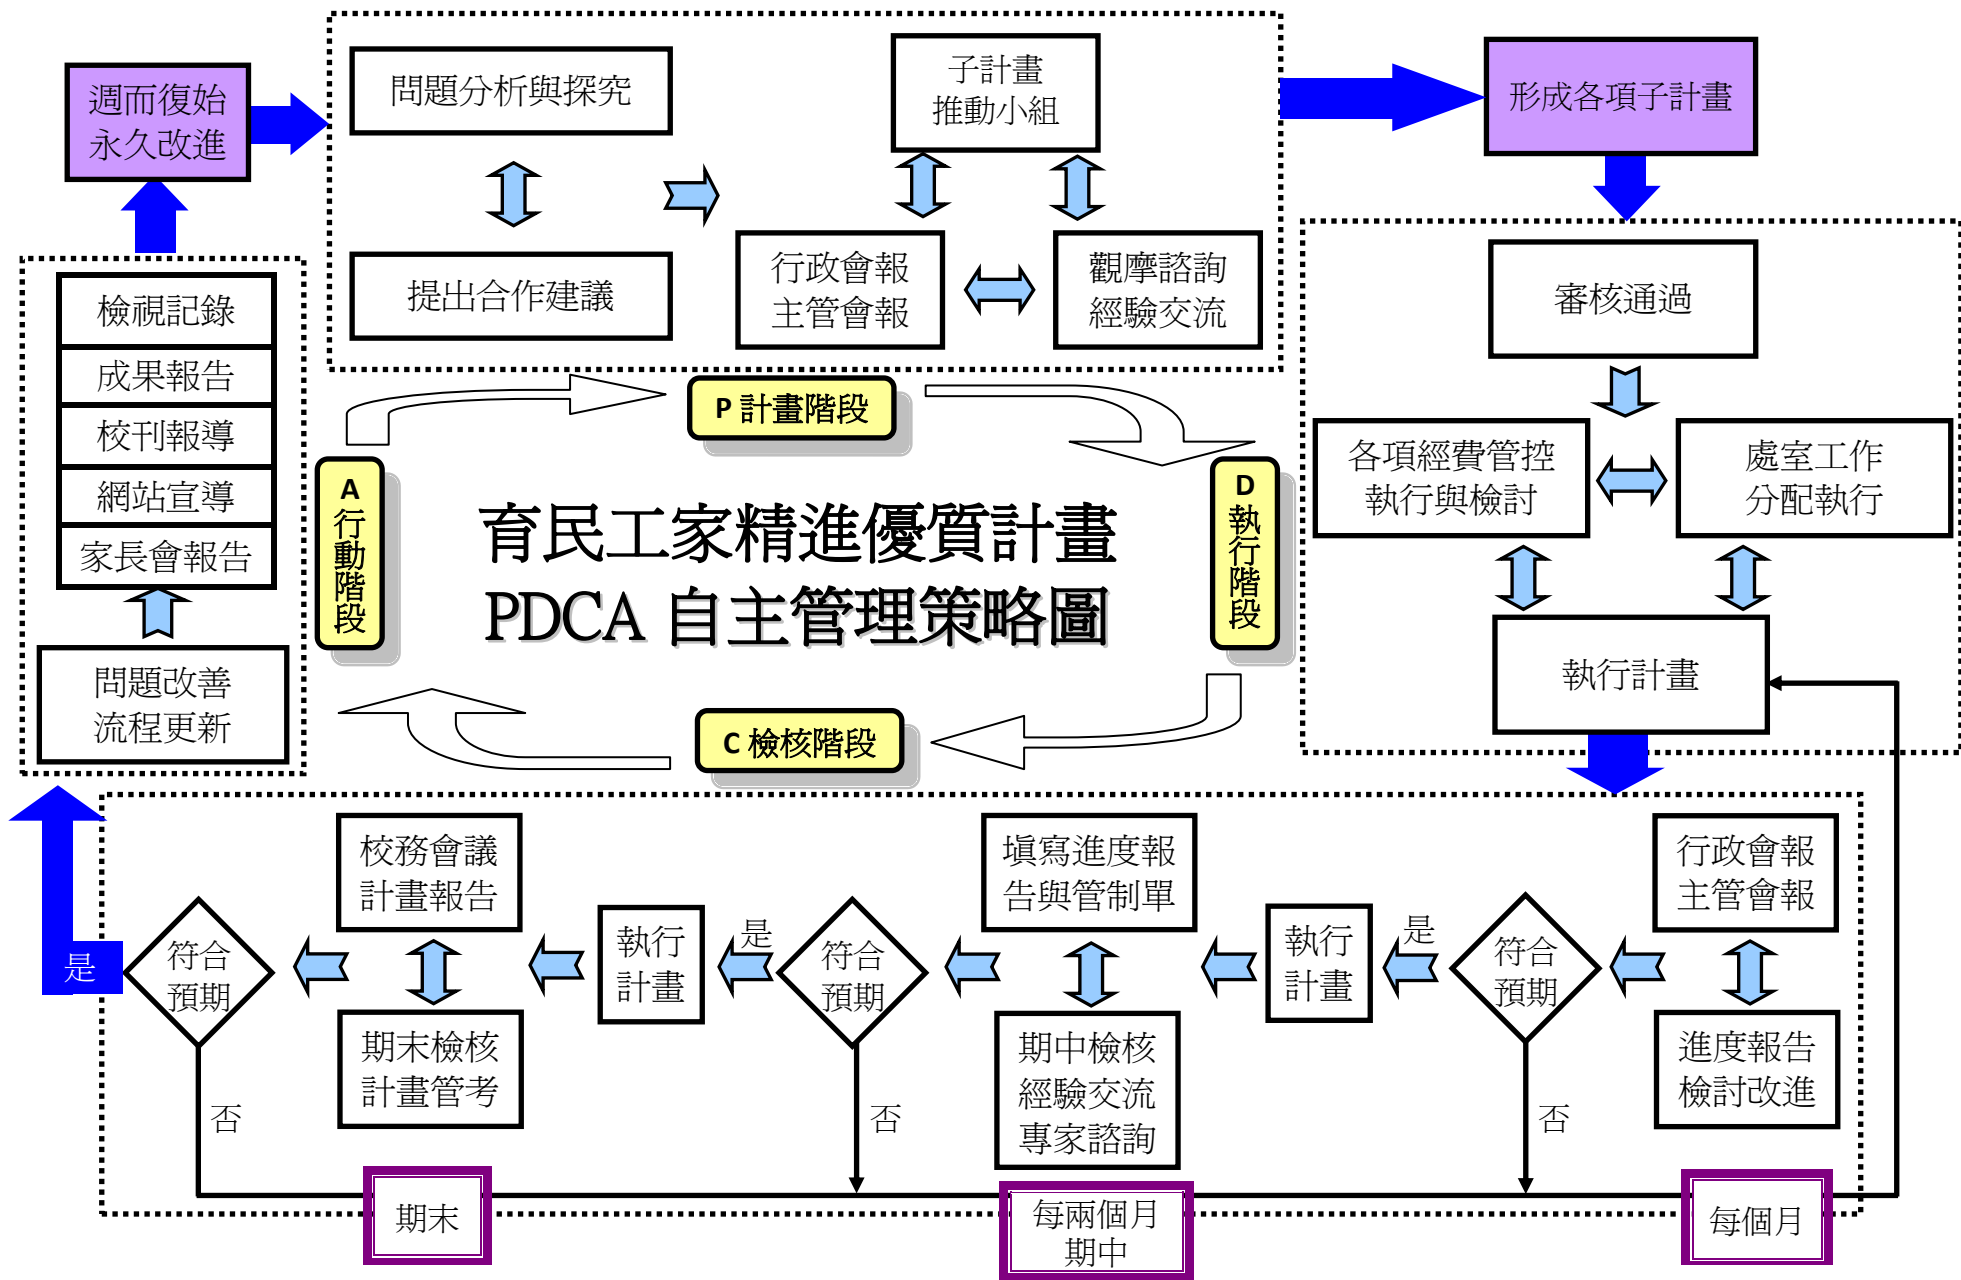 週而復始
永久改進
問題分析與探究
子計畫
推動小組
形成各項子計畫
提出合作建議
行政會報
主管會報
觀摩諮詢
經驗交流
審核通過
各項經費管控
執行與檢討
處室工作
分配執行
執行計畫
檢視記錄
成果報告
校刊報導
網站宣導
家長會報告
問題改善
流程更新
P 計畫階段
A
行動階段
D
執行階段
C 檢核階段
育民工家精進優質計畫
PDCA 自主管理策略圖
行政會報
主管會報
進度報告
檢討改進
符合
預期
是
否
執行
計畫
填寫進度報
告與管制單
期中檢核
經驗交流
專家諮詢
符合
預期
是
否
執行
計畫
校務會議
計畫報告
期末檢核
計畫管考
符合
預期
是
否
期末
每兩個月
期中
每個月